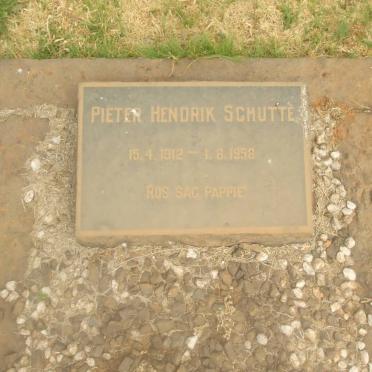 PIETER HENDRIK SCHUTTE
15.4.1912 — 1.8.1958
RUS SAG PAPPIE